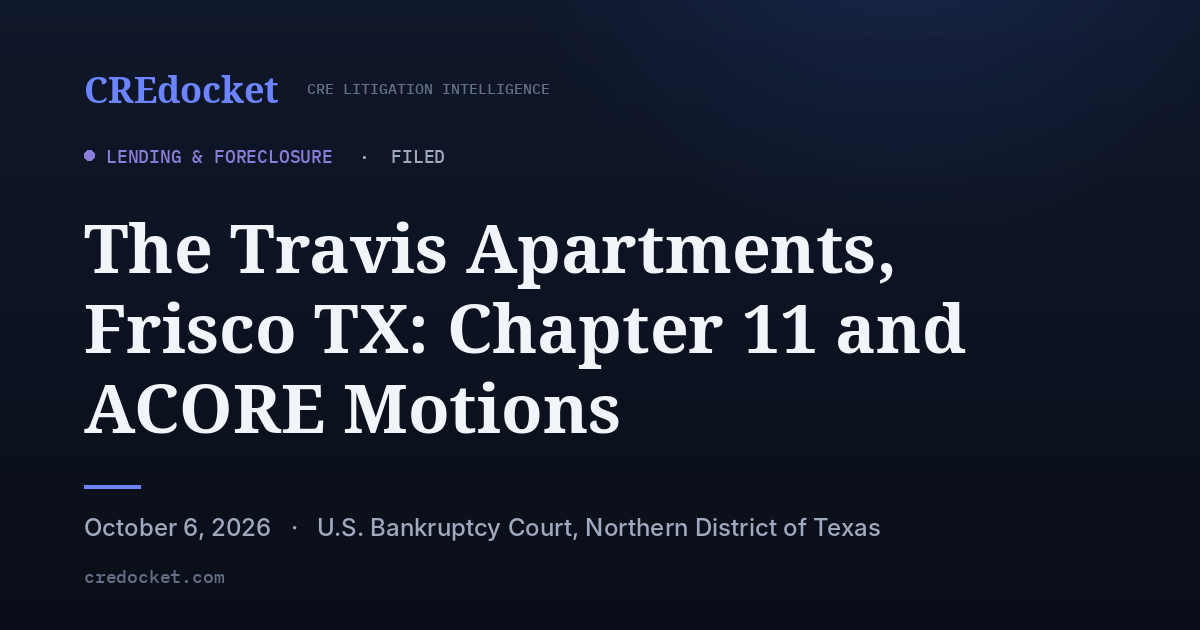 CREdocket CRE LITIGATION INTELLIGENCE
LENDING & FORECLOSURE · FILED
The Travis Apartments,
Frisco TX: Chapter 11 and
ACORE Motions
October 6, 2026 · U.S. Bankruptcy Court, Northern District of Texas
credocket.com